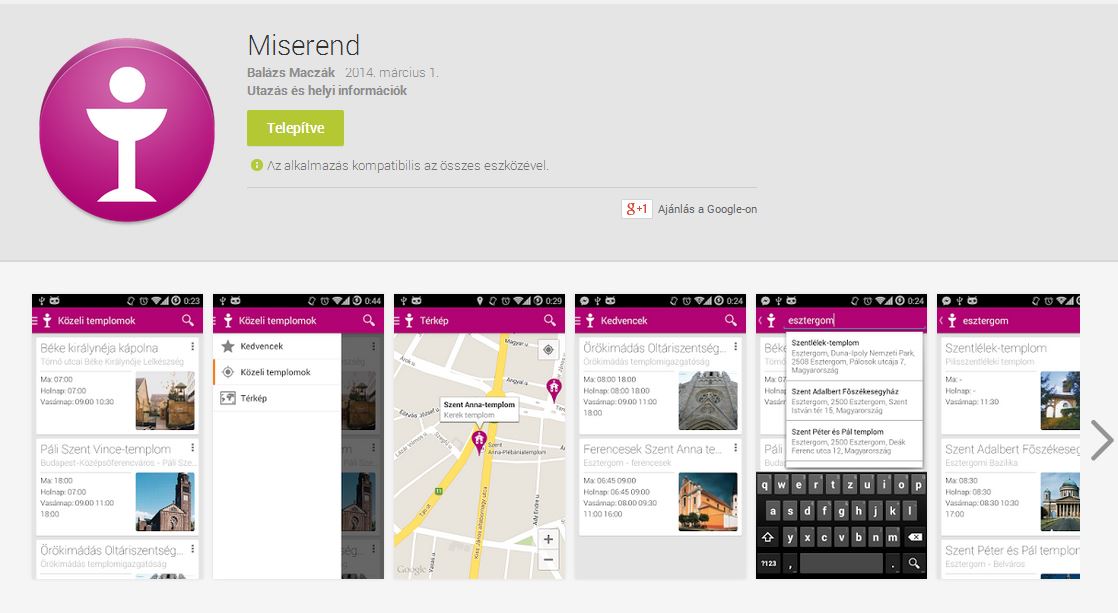 Miserend
Balázs Maczák 2014. március 1.
Utazás és helyi információk
Telepítve
Az alkalmazás kompatibilis az összes eszközével.
g+1 Ajánlás a Google-on
0:23
Közeli templomok
Béke királynéja kápolna
Tömő utcai Béke Királynője Lelkészség
Ma: 07:00
Holnap: 07:00
Vasárnap: 09:00 10:30
Páli Szent Vince-templom
Budapest-Középsőferencváros - Páli Sze...
Ma: 18:00
Holnap: 07:00
Vasárnap: 09:00 11:00
18:00
Örökimádás Oltáriszentség...
Örökimádás templomigazgatóság
0:44
Közeli templomok
Kedvencek
Közeli templomok
Térkép
0:29
Térkép
Magyar u.
Angyal u.
Szent Anna-templom
Kerek templom
Szent
Anna-Plébániatemplom
11
Google
+
−
0:24
Kedvencek
Örökimádás Oltáriszentség...
Örökimádás templomigazgatóság
Ma: 08:00 18:00
Holnap: 08:00 18:00
Vasárnap: 09:00 11:00
18:00
Ferencesek Szent Anna te...
Esztergom - ferencesek
Ma: 06:45 09:00
Holnap: 06:45 09:00
Vasárnap: 08:00 09:30
11:00 16:00
0:24
esztergom
Szentlélek-templom
Esztergom, Duna-Ipoly Nemzeti Park,
2508 Esztergom, Pálosok utcája 7,
Magyarország
Szent Adalbert Főszékesegyház
Esztergom, 2500 Esztergom, Szent
István tér 15, Magyarország
Szent Péter és Pál templom
Esztergom, 2500 Esztergom, Deák
Ferenc utca 12, Magyarország
q w e r t z u i o p
a s d f g h j k l
y x c v b n m
?123 , .
esztergom
Szentlélek-templom
Pilisszentléleki templom
Ma: -
Holnap: -
Vasárnap: 11:30
Szent Adalbert Főszékeseg
Esztergomi Bazilika
Ma: 08:30
Holnap: 08:30
Vasárnap: 08:30 10:30
17:00
Szent Péter és Pál templon
Esztergom - Belváros